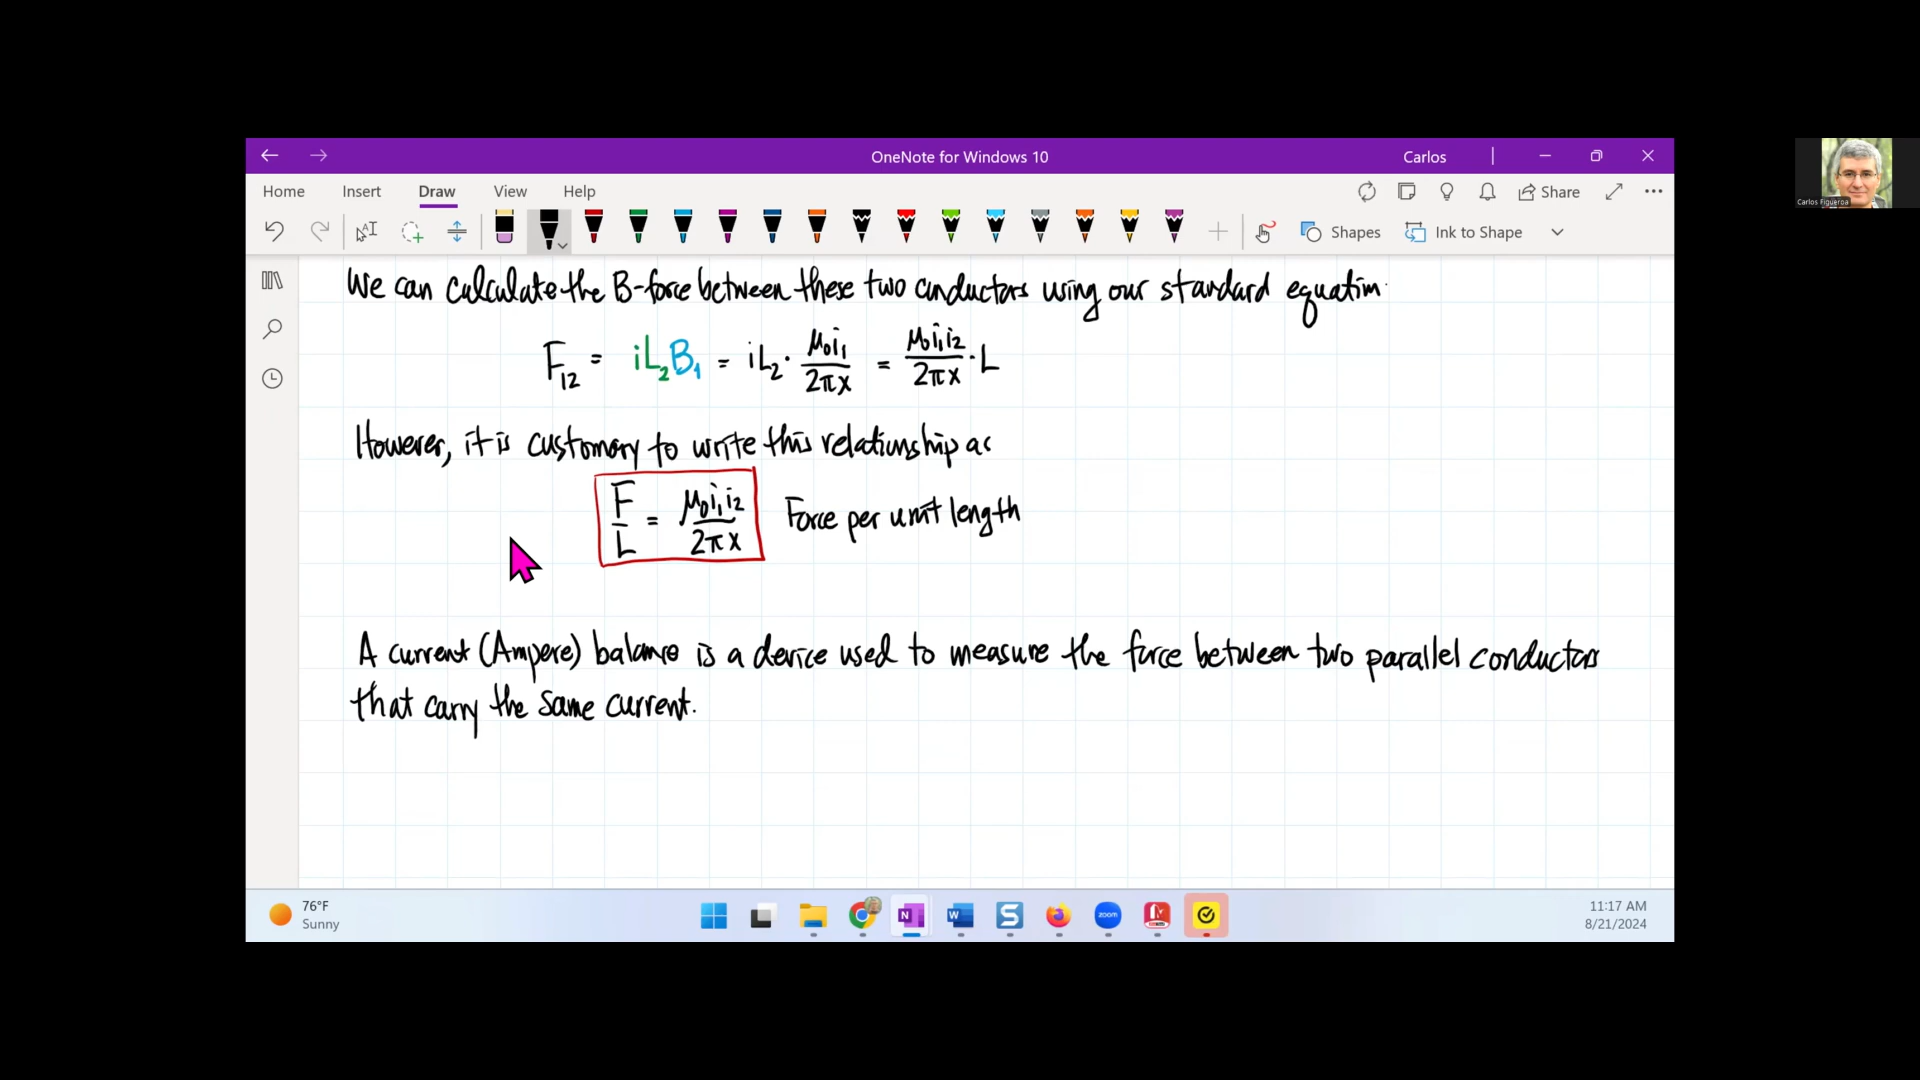 OneNote for Windows 10
Carlos
Home Insert Draw View Help
Share
Shapes
Ink to Shape
Carlos Figueroa
We can calculate the B-force between these two conductors using our standard equation.
F₁₂ = iL₂B₁ = iL₂ · μ₀i₁/2πx = μ₀i₁i₂/2πx · L
However, it is customary to write this relationship as
F/L = μ₀i₁i₂/2πx Force per unit length
A current (Ampere) balance is a device used to measure the force between two parallel conductors
that carry the same current.
76°F
Sunny
zoom
11:17 AM
8/21/2024